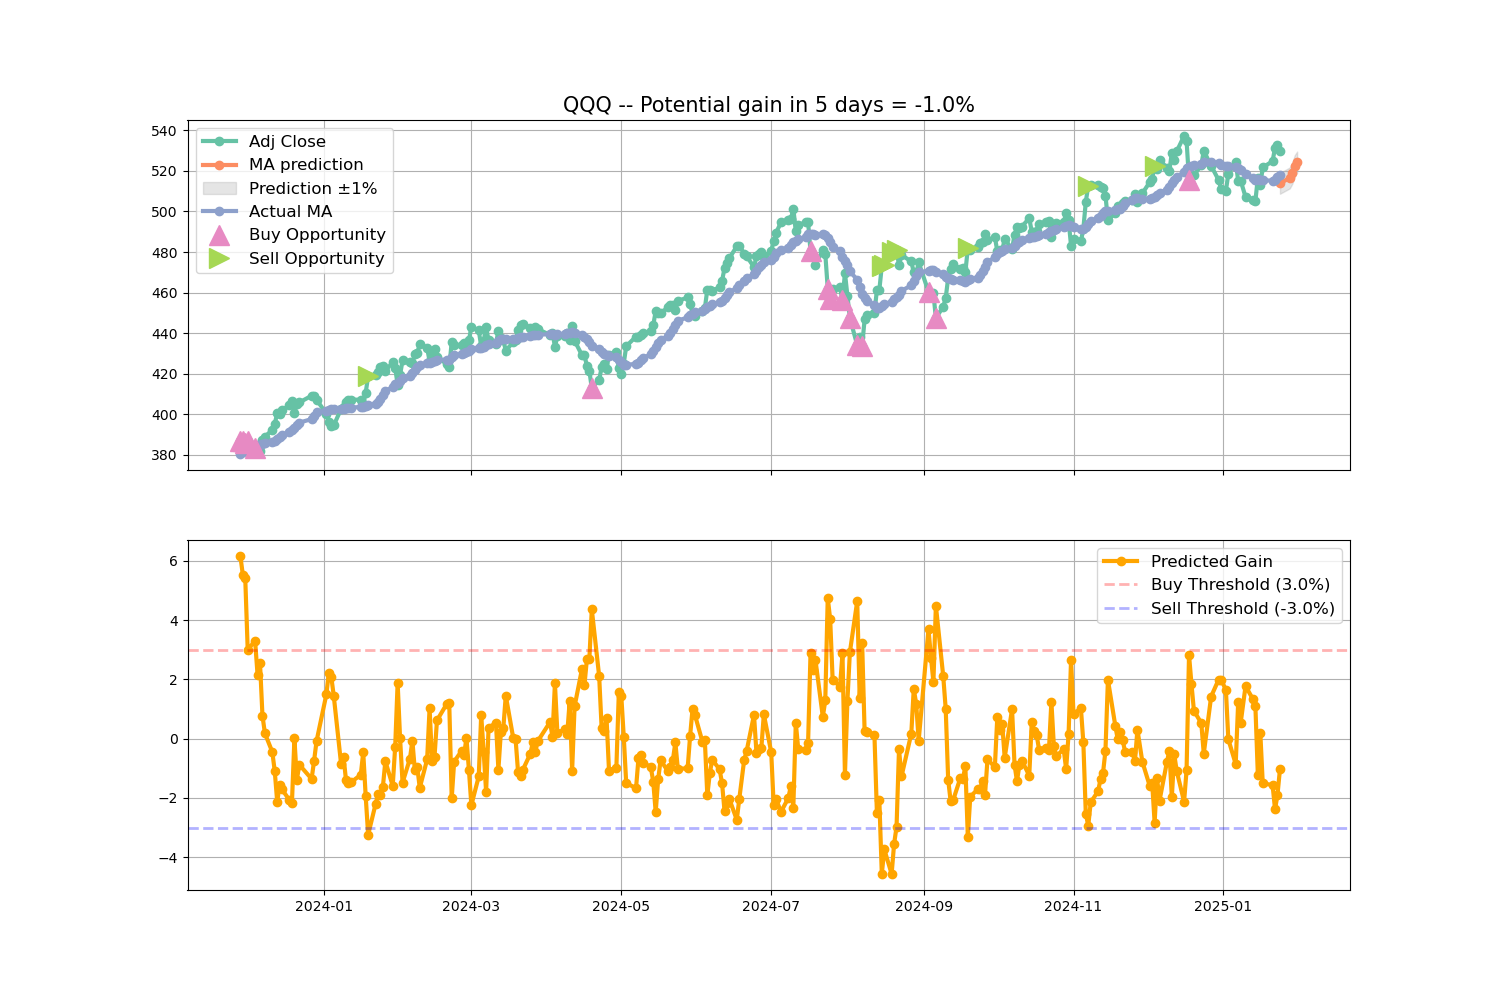 QQQ -- Potential gain in 5 days = -1.0%
540
520
500
480
460
440
420
400
380
Adj Close
MA prediction
Prediction ±1%
Actual MA
Buy Opportunity
Sell Opportunity
6
4
2
0
−2
−4
Predicted Gain
Buy Threshold (3.0%)
Sell Threshold (-3.0%)
2024-01
2024-03
2024-05
2024-07
2024-09
2024-11
2025-01